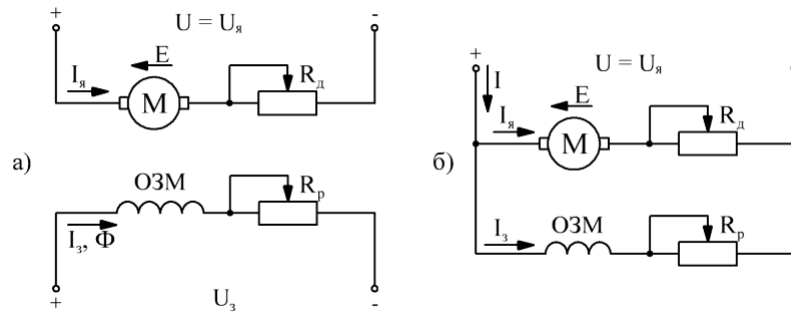 +
-
U = Uя
E
Iя
M
Rд
а)
ОЗМ
Rр
Iз, Ф
+
Uз
-
+
U = Uя
I
E
Iя
M
Rд
б)
ОЗМ
Iз
Rр